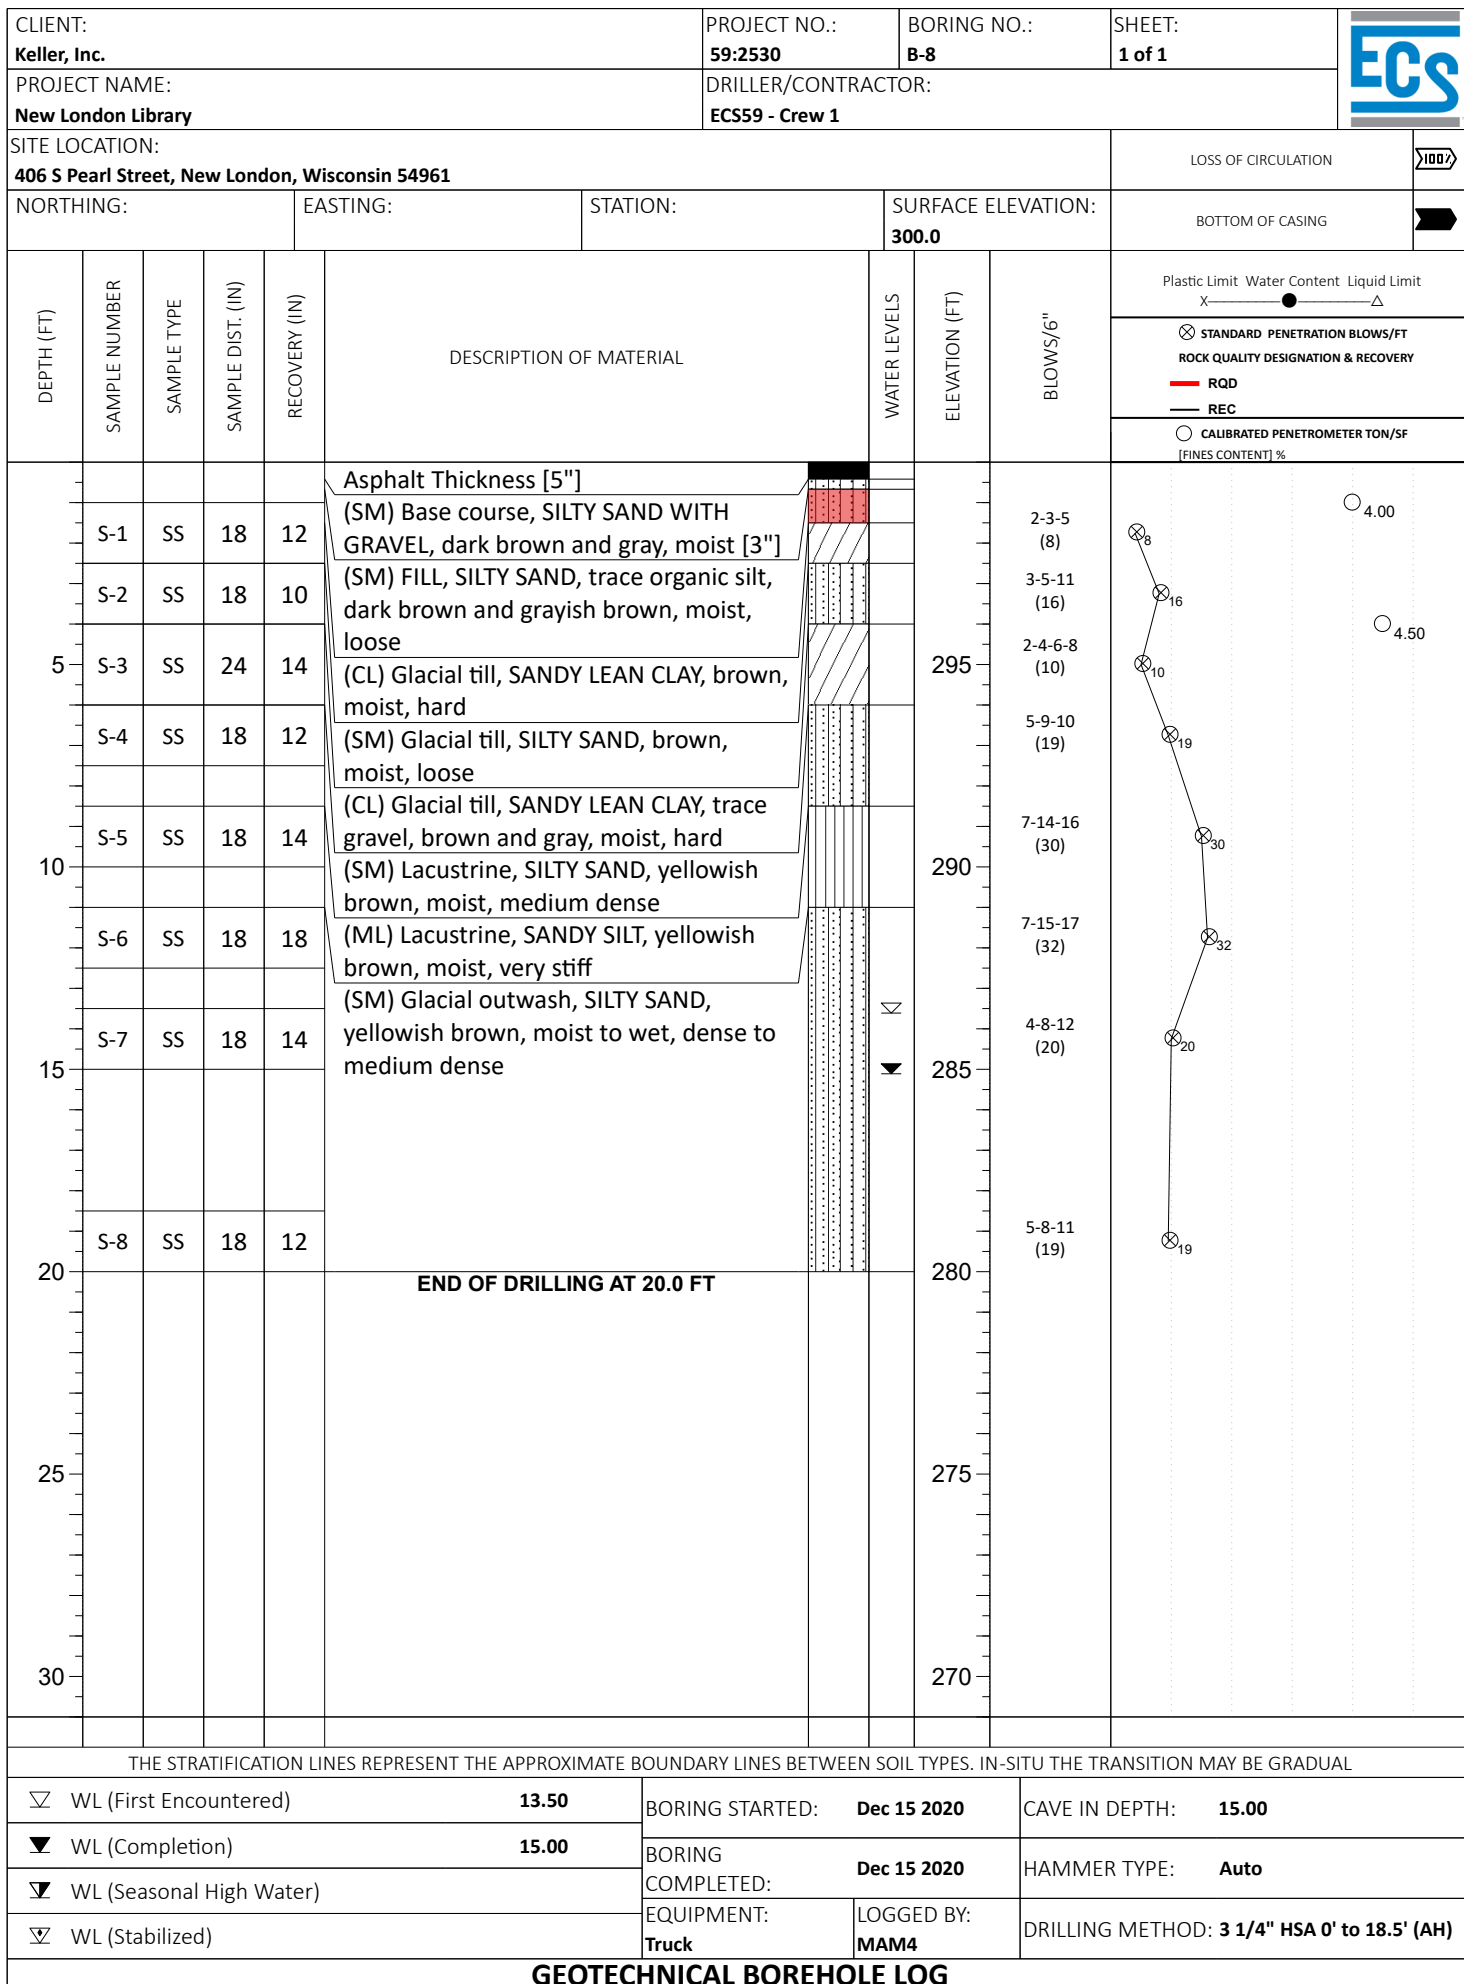 CLIENT:
Keller, Inc.
PROJECT NO.:
59:2530
BORING NO.:
B-8
SHEET:
1 of 1
ECS
PROJECT NAME:
New London Library
DRILLER/CONTRACTOR:
ECS59 - Crew 1
SITE LOCATION:
406 S Pearl Street, New London, Wisconsin 54961
LOSS OF CIRCULATION
100%
NORTHING:
EASTING:
STATION:
SURFACE ELEVATION:
300.0
BOTTOM OF CASING
DEPTH (FT)
SAMPLE NUMBER
SAMPLE TYPE
SAMPLE DIST. (IN)
RECOVERY (IN)
DESCRIPTION OF MATERIAL
WATER LEVELS
ELEVATION (FT)
BLOWS/6"
Plastic Limit Water Content Liquid Limit
X
STANDARD PENETRATION BLOWS/FT
ROCK QUALITY DESIGNATION & RECOVERY
RQD
REC
CALIBRATED PENETROMETER TON/SF
[FINES CONTENT] %
Asphalt Thickness [5"]
(SM) Base course, SILTY SAND WITH
GRAVEL, dark brown and gray, moist [3"]
(SM) FILL, SILTY SAND, trace organic silt,
dark brown and grayish brown, moist,
loose
(CL) Glacial till, SANDY LEAN CLAY, brown,
moist, hard
(SM) Glacial till, SILTY SAND, brown,
moist, loose
(CL) Glacial till, SANDY LEAN CLAY, trace
gravel, brown and gray, moist, hard
(SM) Lacustrine, SILTY SAND, yellowish
brown, moist, medium dense
(ML) Lacustrine, SANDY SILT, yellowish
brown, moist, very stiff
(SM) Glacial outwash, SILTY SAND,
yellowish brown, moist to wet, dense to
medium dense
S-1 SS 18 12
2-3-5
(8)
8
4.00
S-2 SS 18 10
3-5-11
(16)
16
4.50
5
S-3 SS 24 14
295
2-4-6-8
(10)
10
S-4 SS 18 12
5-9-10
(19)
19
S-5 SS 18 14
7-14-16
(30)
30
10
290
S-6 SS 18 18
7-15-17
(32)
32
S-7 SS 18 14
4-8-12
(20)
20
15
285
S-8 SS 18 12
5-8-11
(19)
19
20
END OF DRILLING AT 20.0 FT
280
25
275
30
270
THE STRATIFICATION LINES REPRESENT THE APPROXIMATE BOUNDARY LINES BETWEEN SOIL TYPES. IN-SITU THE TRANSITION MAY BE GRADUAL
WL (First Encountered) 13.50
BORING STARTED: Dec 15 2020
CAVE IN DEPTH: 15.00
WL (Completion) 15.00
BORING
COMPLETED: Dec 15 2020
HAMMER TYPE: Auto
WL (Seasonal High Water)
EQUIPMENT:
Truck
LOGGED BY:
MAM4
DRILLING METHOD: 3 1/4" HSA 0' to 18.5' (AH)
WL (Stabilized)
GEOTECHNICAL BOREHOLE LOG